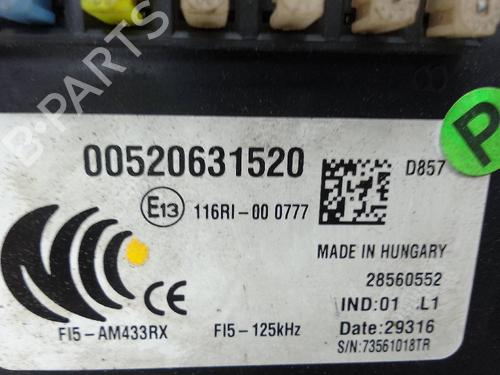 B-PARTS
P
00520631520
D857
E13 116RI-00 0777
MADE IN HUNGARY
CE
28560552
IND:01 L1
FI5-AM433RX FI5-125kHz Date:29316
S/N:73561018TR